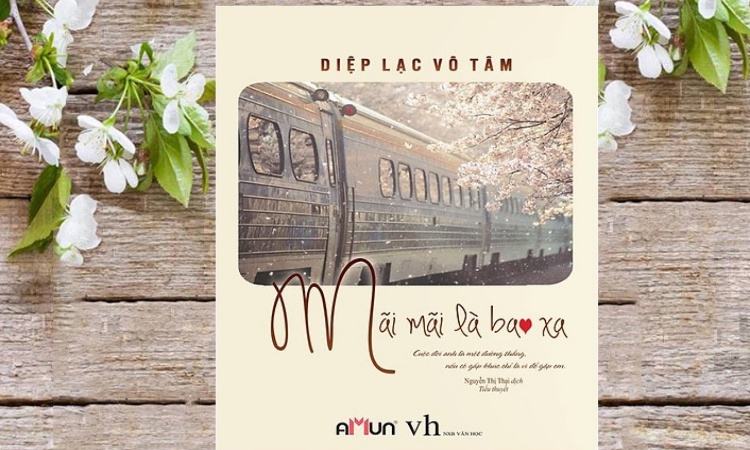 DIỆP LẠC VÔ TÂM
Mãi mãi là bao xa
Cuộc đời anh là một đường thẳng,
nếu có gấp khúc chỉ là vì để gặp em.
Nguyễn Thị Thại dịch
Tiểu thuyết
AMUN vh NXB VĂN HỌC